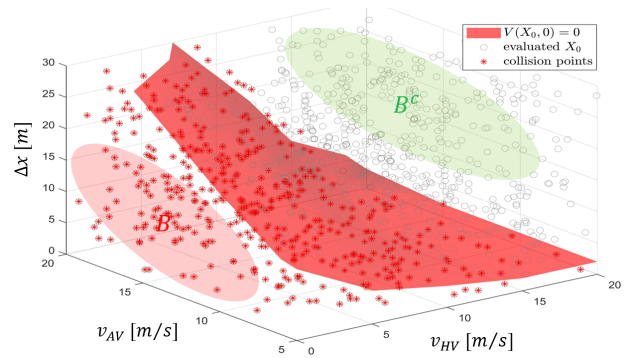 V(X₀, 0) = 0
evaluated X₀
collision points
30
25
20
15
10
5
0
Δx [m]
B
Bᶜ
20
15
10
5
v_AV [m/s]
0
5
10
15
20
v_HV [m/s]